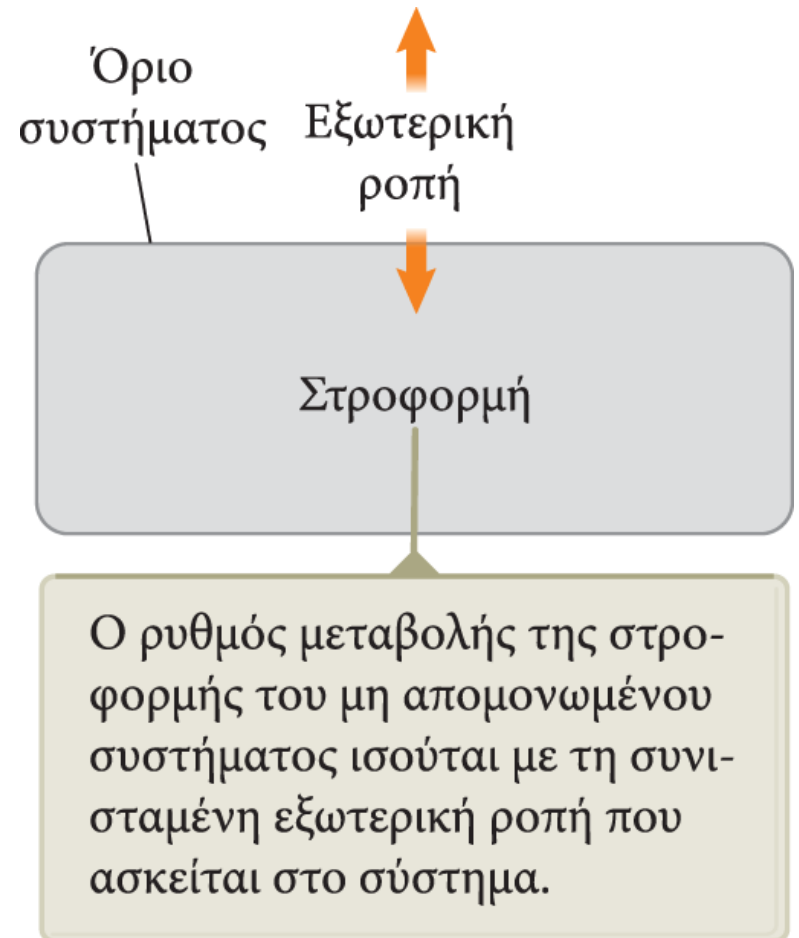 Όριο
συστήματος
Εξωτερική
ροπή
Στροφορμή
Ο ρυθμός μεταβολής της στρο-
φορμής του μη απομονωμένου
συστήματος ισούται με τη συνι-
σταμένη εξωτερική ροπή που
ασκείται στο σύστημα.